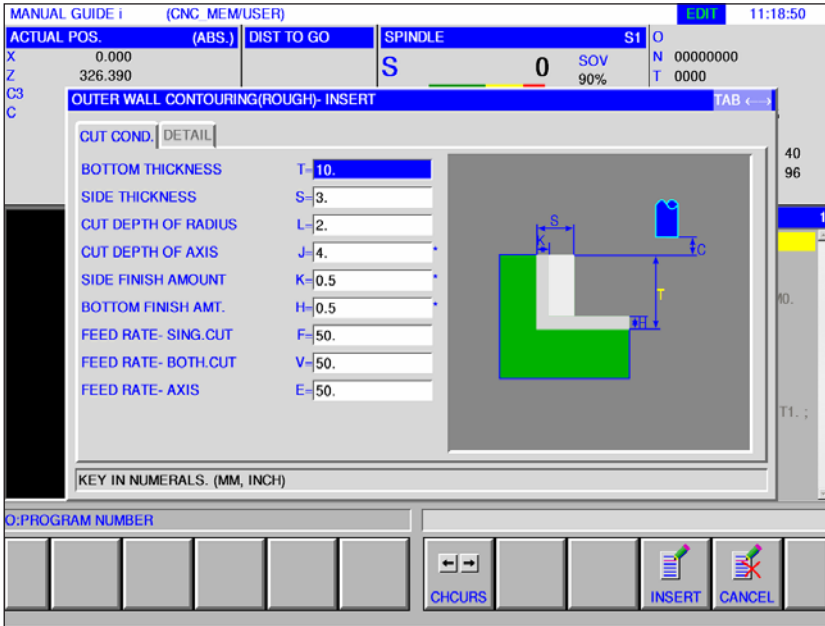 MANUAL GUIDE i (CNC_MEM/USER) EDIT 11:18:50
ACTUAL POS. (ABS.) DIST TO GO SPINDLE S1 O
X 0.000 S 0 SOV N 00000000
Z 326.390 90% T 0000
C3
C
OUTER WALL CONTOURING(ROUGH)- INSERT TAB ←→
CUT COND. DETAIL
BOTTOM THICKNESS T=10.
SIDE THICKNESS S=3.
CUT DEPTH OF RADIUS L=2.
CUT DEPTH OF AXIS J=4. *
SIDE FINISH AMOUNT K=0.5 *
BOTTOM FINISH AMT. H=0.5 *
FEED RATE- SING.CUT F=50.
FEED RATE- BOTH.CUT V=50.
FEED RATE- AXIS E=50.
S
K
C
T
H
40
96
1
M0.
T1. ;
KEY IN NUMERALS. (MM, INCH)
O:PROGRAM NUMBER
CHCURS INSERT CANCEL